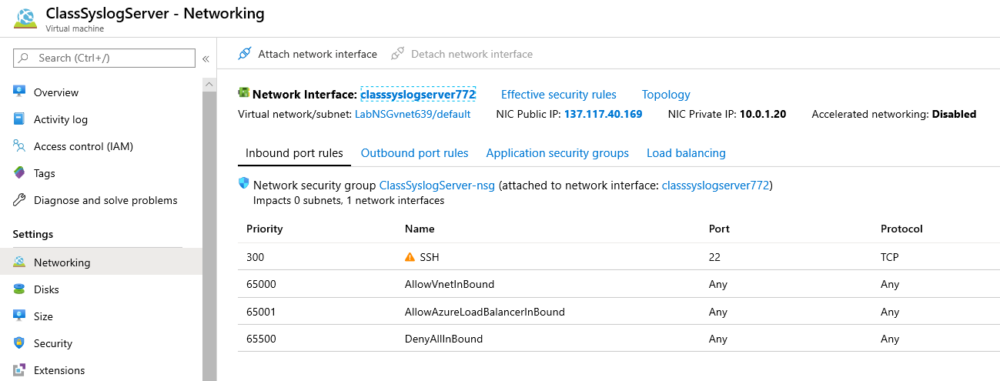 ClassSyslogServer - Networking
Virtual machine
Search (Ctrl+/)
«
Overview
Activity log
Access control (IAM)
Tags
Diagnose and solve problems
Settings
Networking
Disks
Size
Security
Extensions
Attach network interface Detach network interface
Network Interface: classsyslogserver772 Effective security rules Topology
Virtual network/subnet: LabNSGvnet639/default NIC Public IP: 137.117.40.169 NIC Private IP: 10.0.1.20 Accelerated networking: Disabled
Inbound port rules Outbound port rules Application security groups Load balancing
Network security group ClassSyslogServer-nsg (attached to network interface: classsyslogserver772)
Impacts 0 subnets, 1 network interfaces
Priority Name Port Protocol
300 SSH 22 TCP
65000 AllowVnetInBound Any Any
65001 AllowAzureLoadBalancerInBound Any Any
65500 DenyAllInBound Any Any